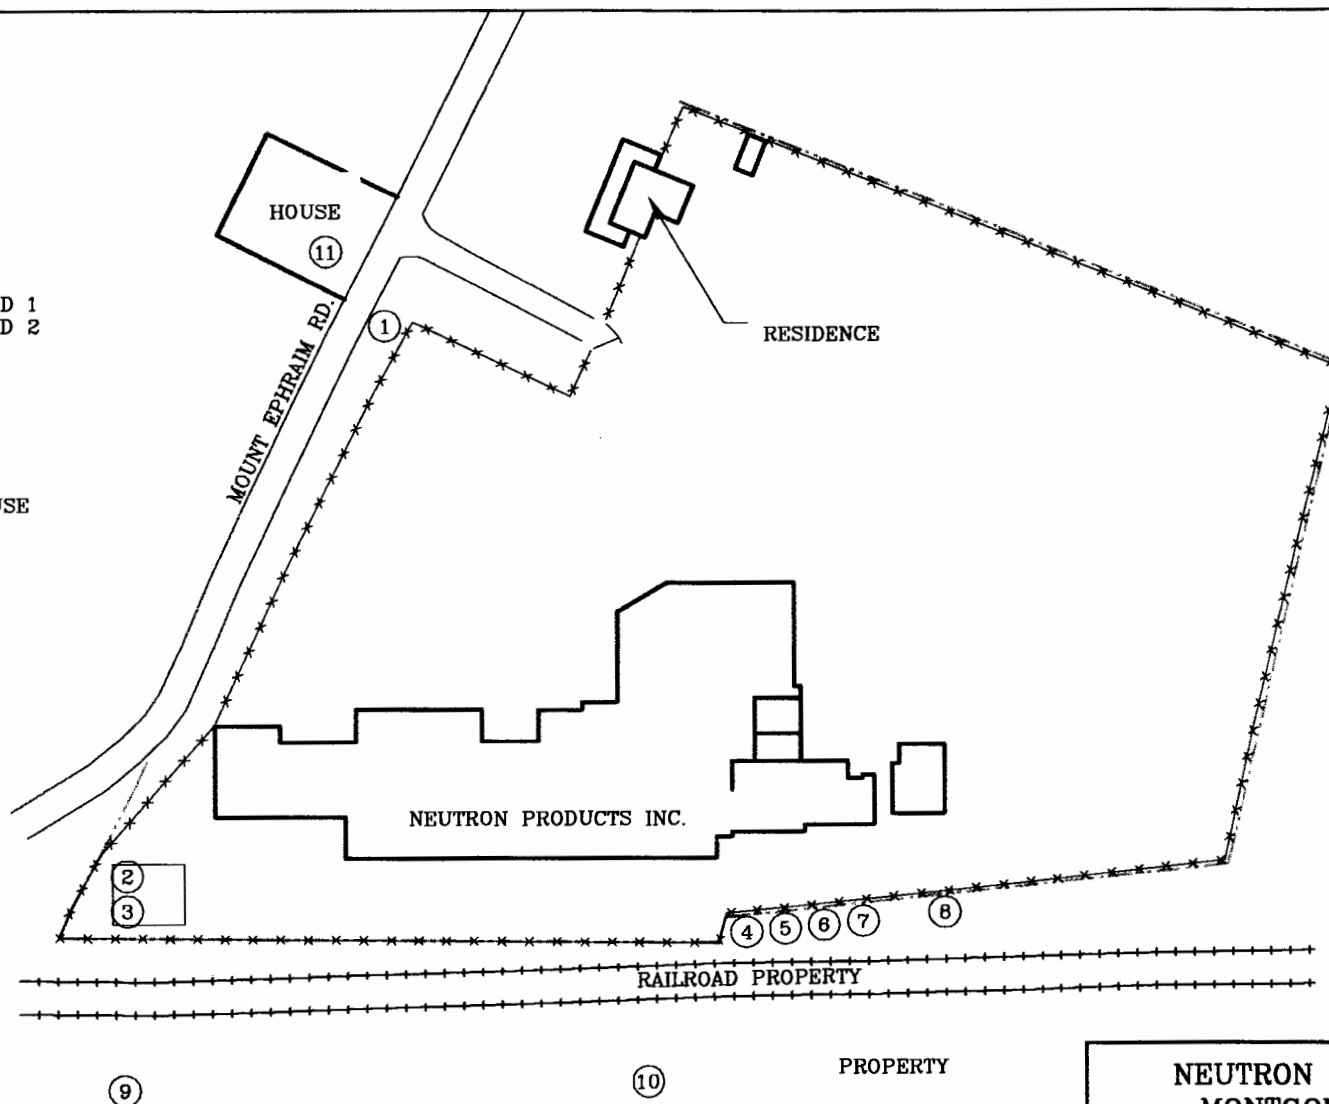 HOUSE
11
D 1
D 2
1
RESIDENCE
MOUNT EPHRAIM RD.
USE
NEUTRON PRODUCTS INC.
2
3
4
5
6
7
8
RAILROAD PROPERTY
PROPERTY
9
10
NEUTRON